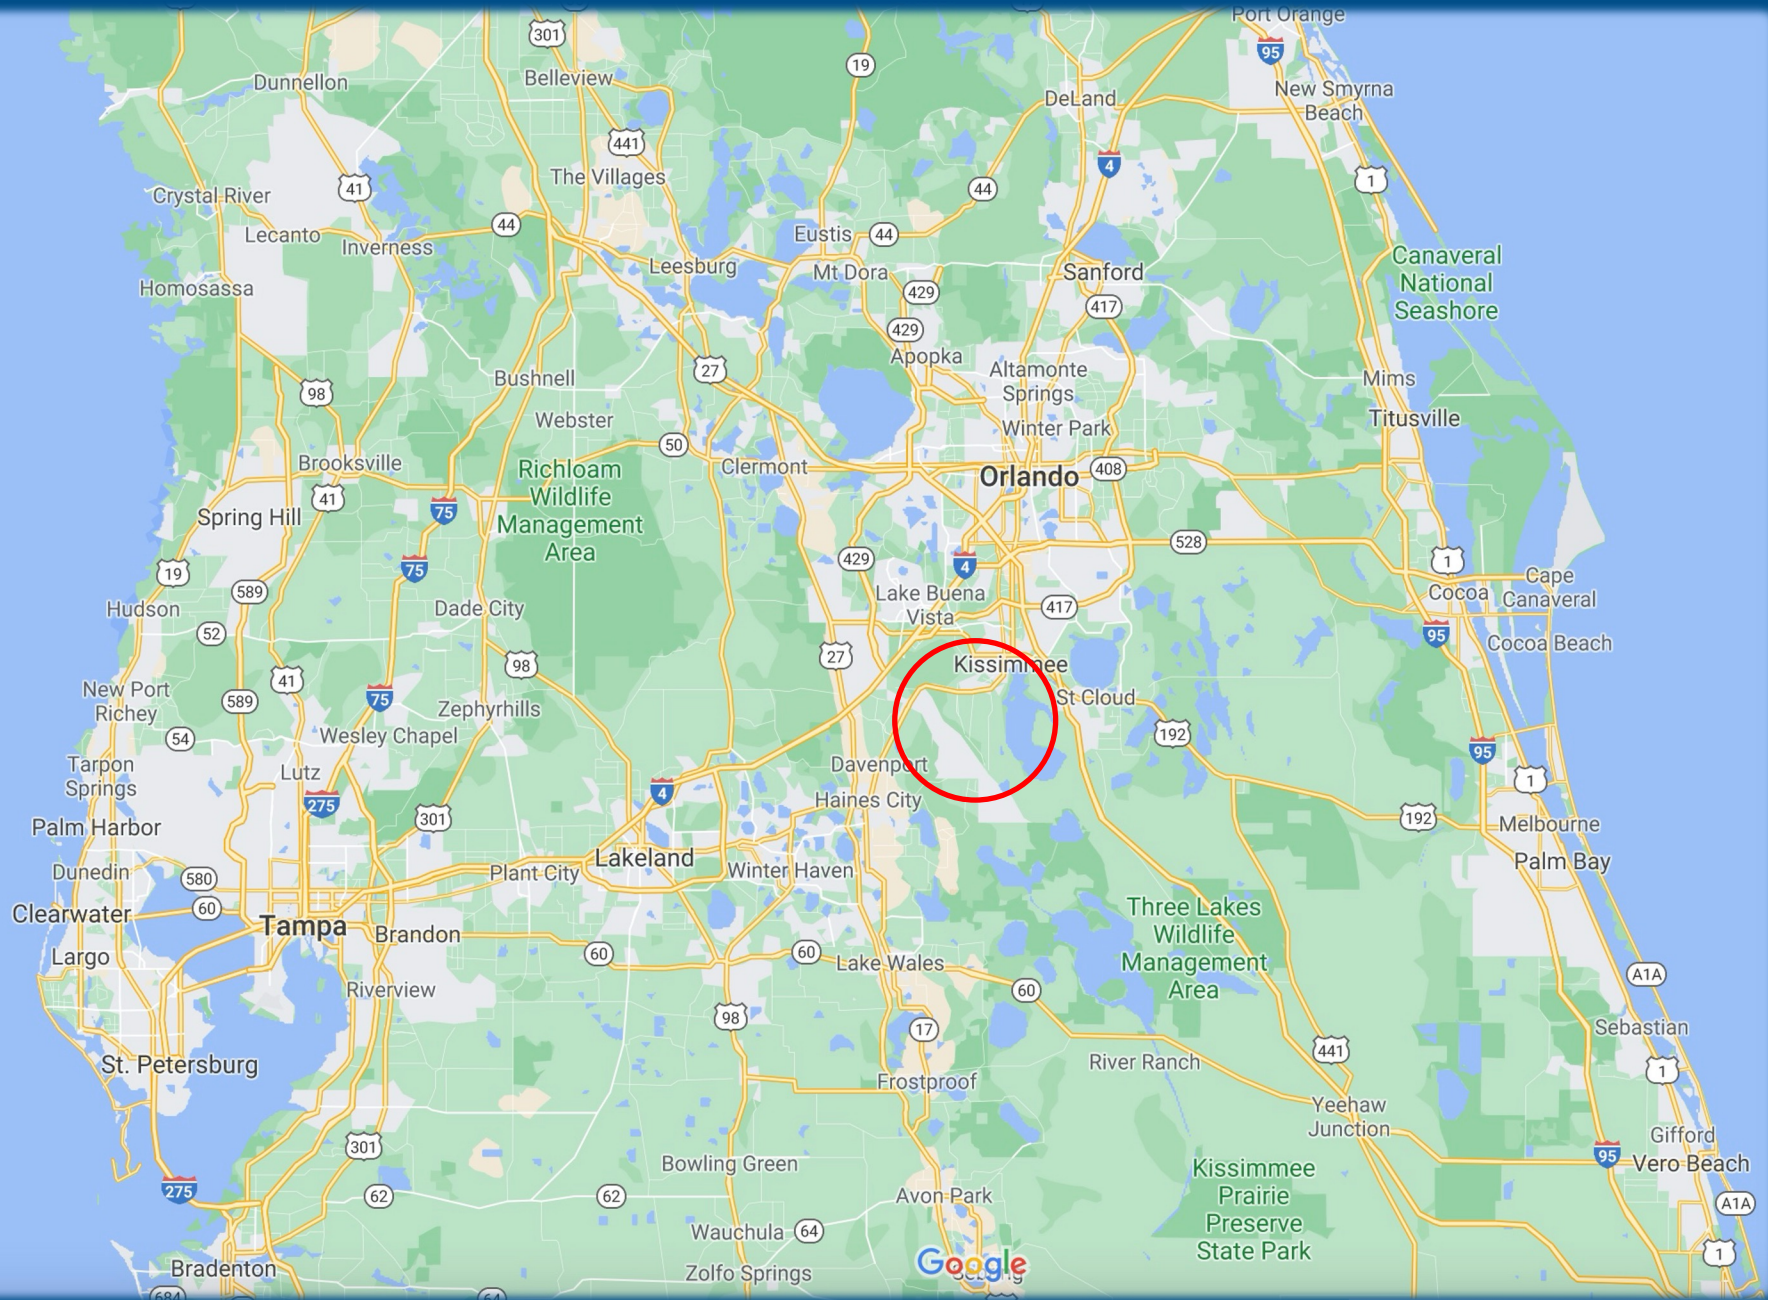 Port Orange
301
95
19
Dunnellon
Belleview
DeLand
New Smyrna
Beach
441
4
The Villages
41
44
1
Crystal River
44
Eustis
44
Lecanto
Inverness
Canaveral
National
Seashore
Leesburg
Mt Dora
Sanford
Homosassa
429
417
429
Apopka
27
Altamonte
Springs
Bushnell
Mims
98
Webster
Titusville
Winter Park
50
Brooksville
Richloam
Wildlife
Management
Area
Clermont
Orlando
408
41
75
Spring Hill
528
429
4
1
75
19
589
Lake Buena
Vista
Cape
Canaveral
Cocoa
Hudson
Dade City
417
52
95
Cocoa Beach
27
98
Kissimmee
41
New Port
Richey
75
589
St Cloud
Zephyrhills
54
Wesley Chapel
192
95
Tarpon
Springs
Lutz
Davenport
1
4
275
Haines City
301
192
Melbourne
Palm Harbor
Lakeland
Palm Bay
Dunedin
580
Plant City
Winter Haven
60
Clearwater
Tampa
Brandon
Three Lakes
Wildlife
Management
Area
60
60
Lake Wales
Largo
A1A
Riverview
60
98
17
Sebastian
441
St. Petersburg
River Ranch
1
Frostproof
Yeehaw
Junction
301
Gifford
95
Vero Beach
Bowling Green
Kissimmee
Prairie
Preserve
State Park
275
62
62
Avon Park
A1A
Wauchula
64
1
Bradenton
Zolfo Springs
Google
684
64